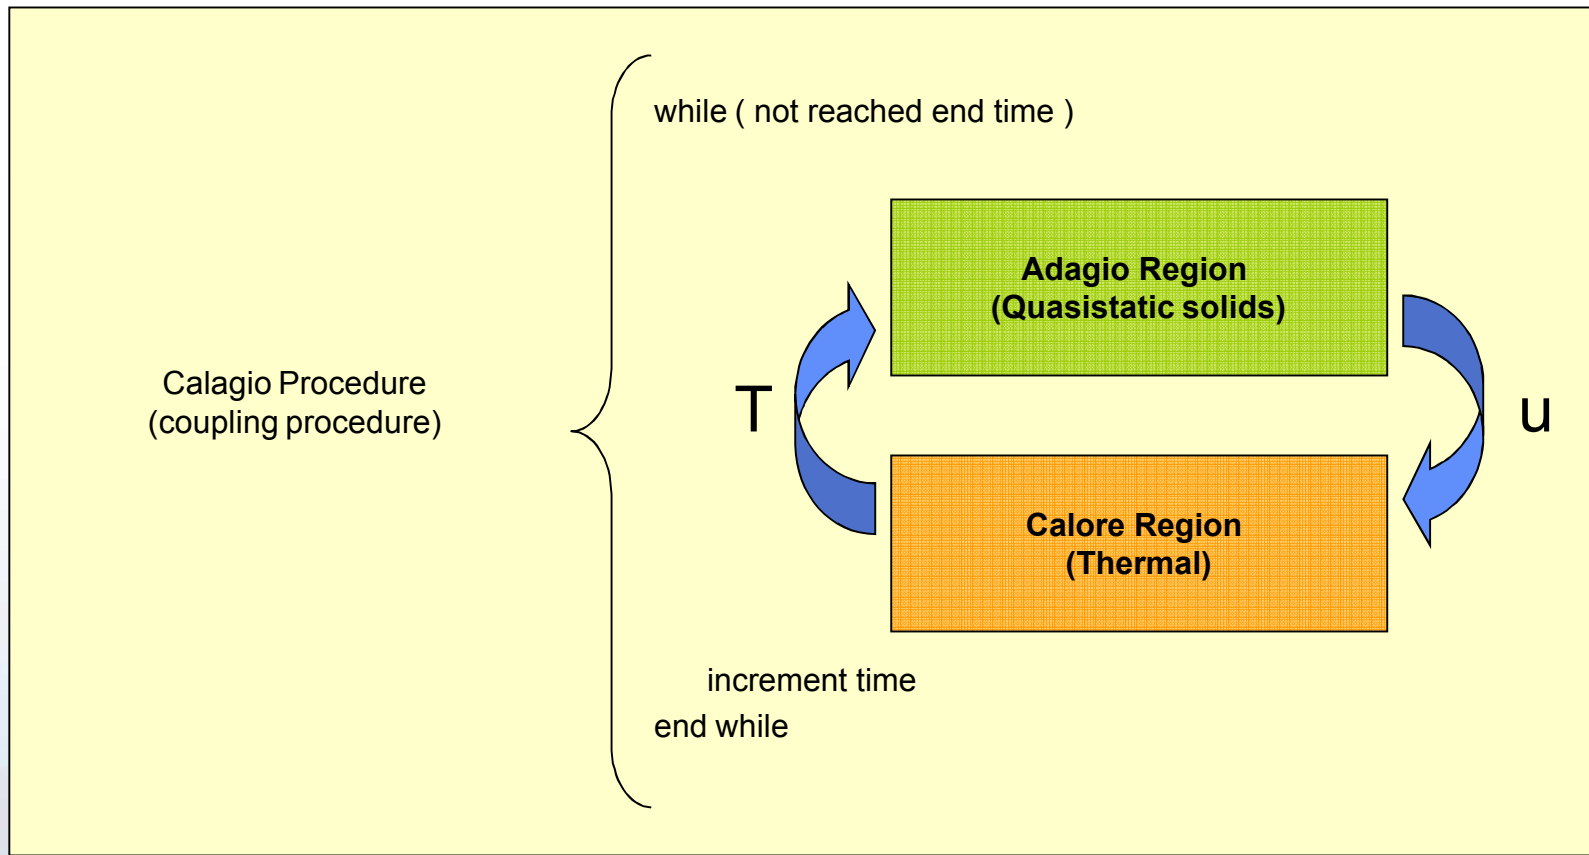 while ( not reached end time )
Adagio Region
(Quasistatic solids)
Calagio Procedure
(coupling procedure)
T
u
Calore Region
(Thermal)
increment time
end while